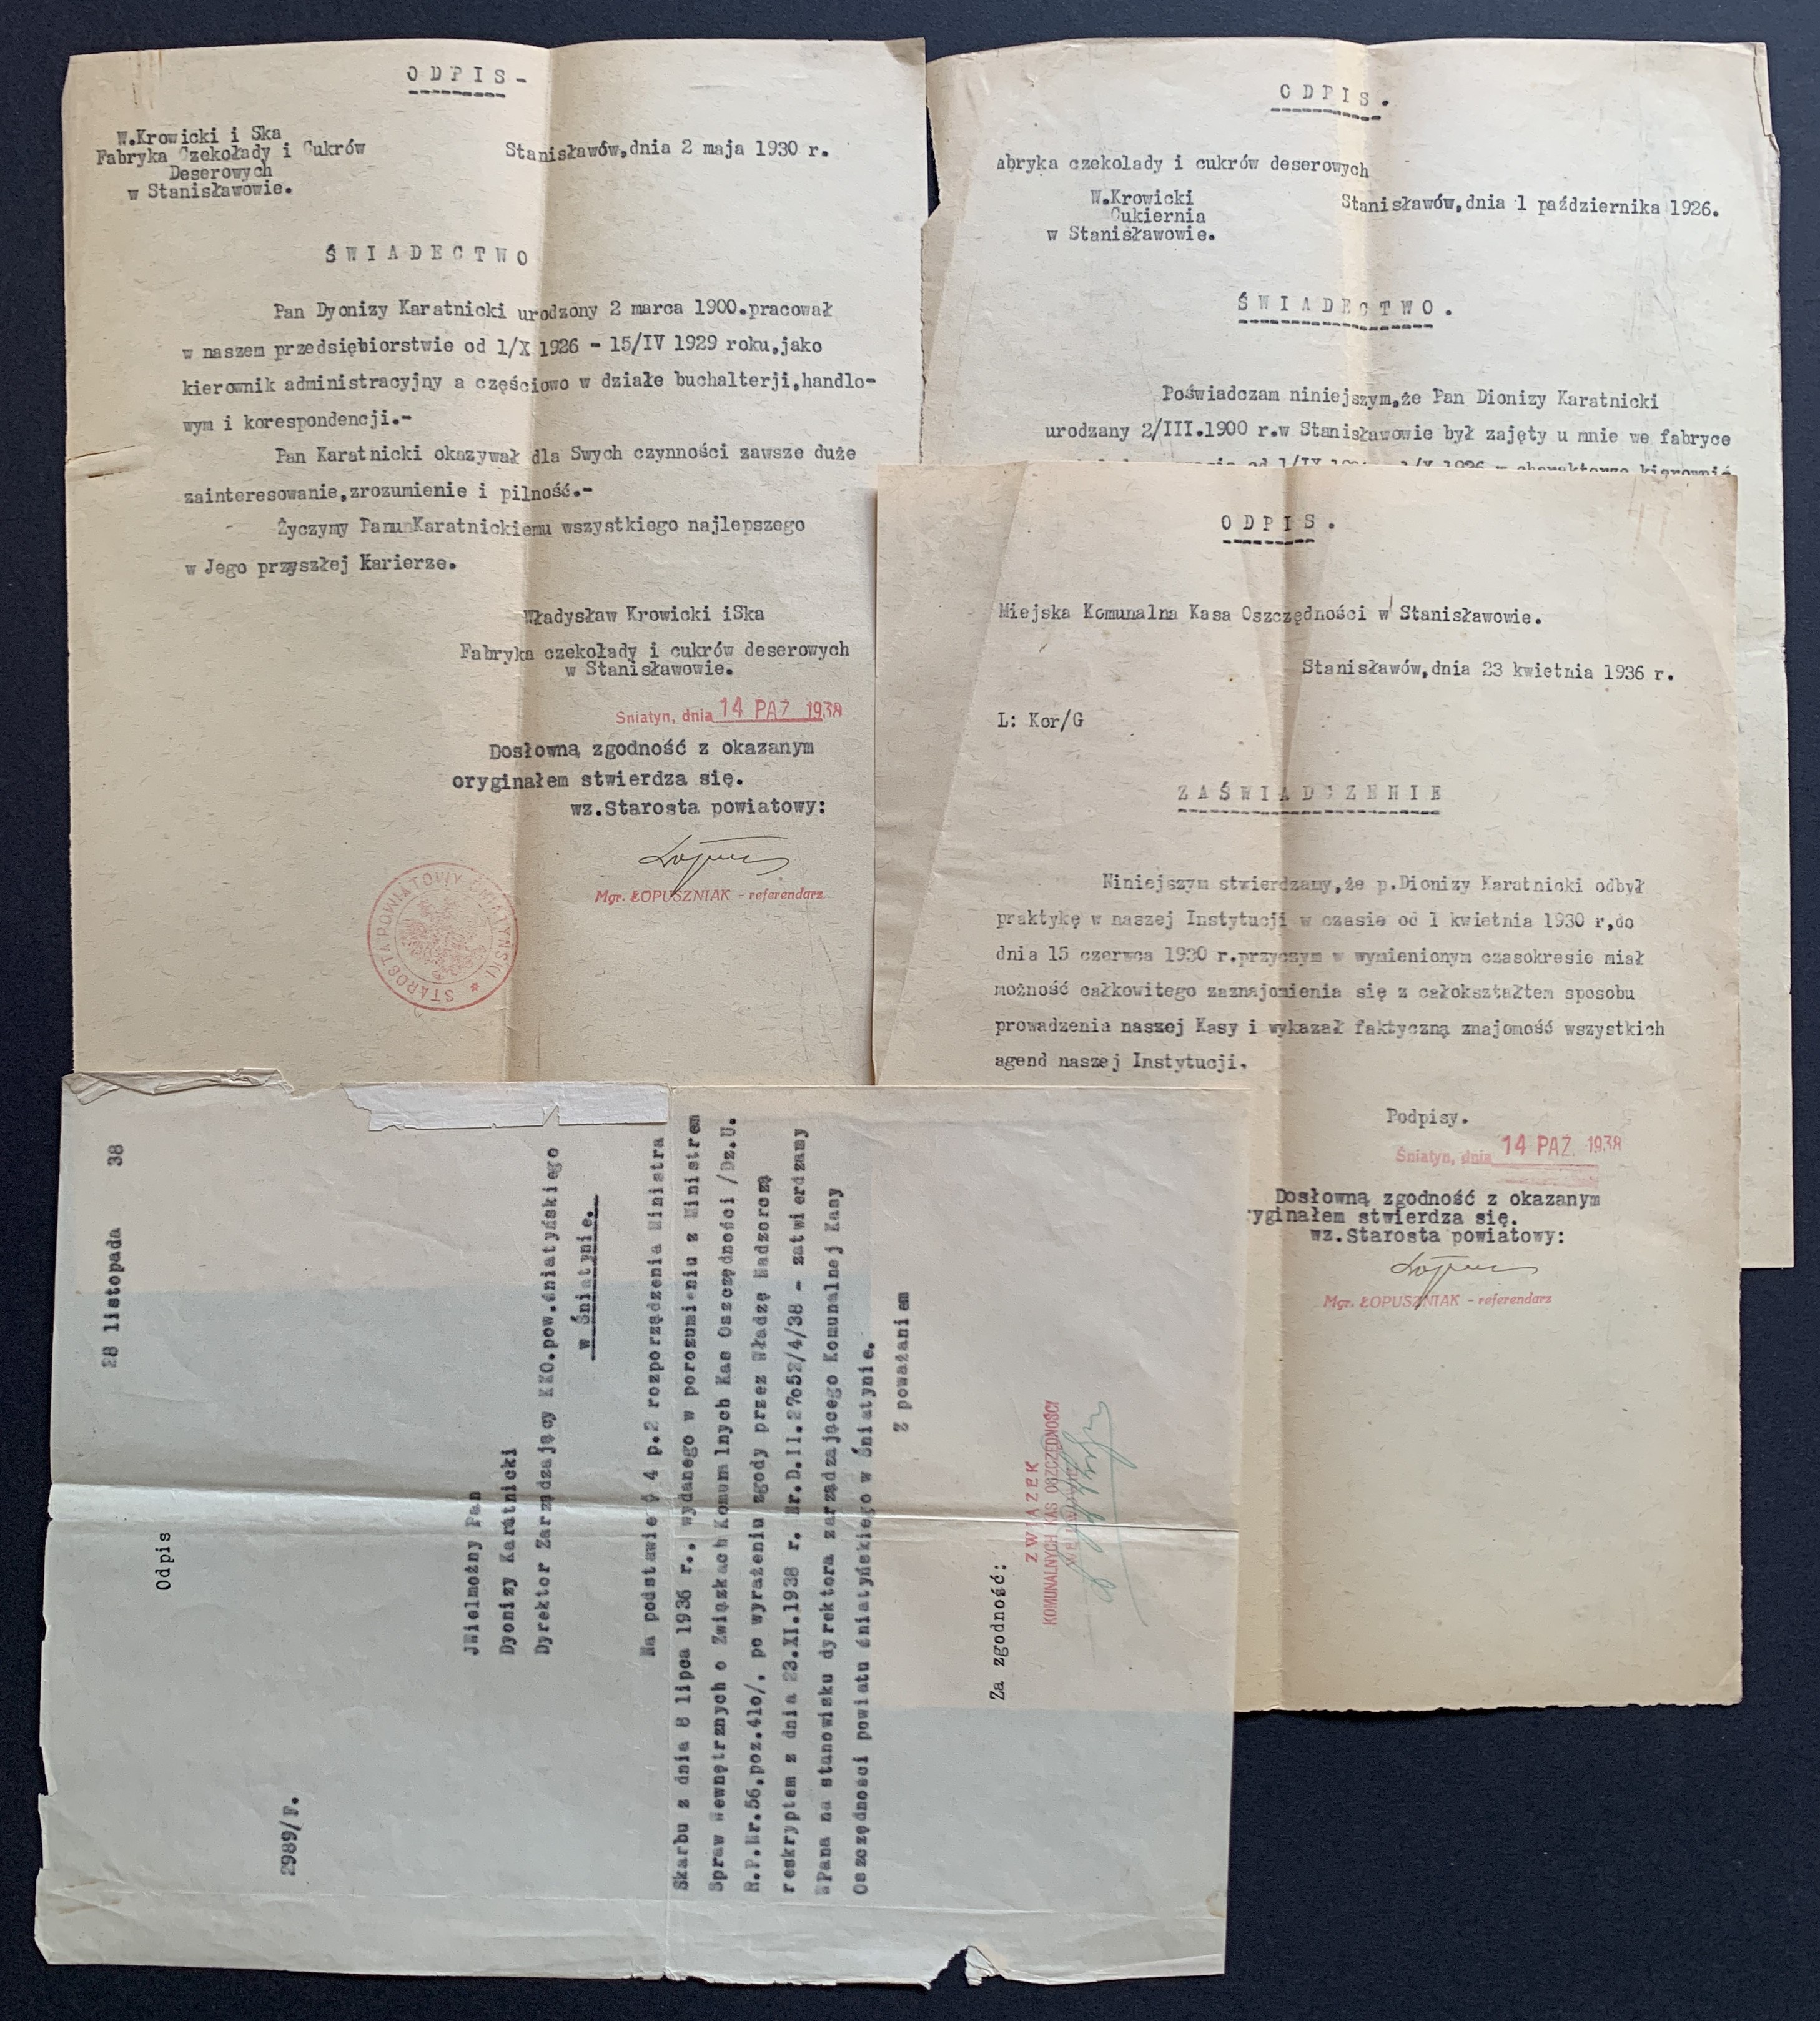 ODPIS-
W.Krowicki i Ska
Fabryka Czekołady i Cukrów
Deserowych
w Stanisławowie.
Stanisławów,dnia 2 maja 1930 r.
ŚWIADECTWO
Pan Dyonizy Karatnicki urodzony 2 marca 1900.pracował
w naszem przedsiębiorstwie od 1/X 1926 - 15/IV 1929 roku,jako
kierownik administracyjny a częściowo w dziale buchalterji,handlo-
wym i korespondencji.-
Pan Karatnicki okazywał dla Swych czynności zawsze duże
zainteresowanie,zrozumienie i pilność.-
Życzymy Panu Karatnickiemu wszystkiego najlepszego
w Jego przyszłej Karierze.
Władysław Krowicki iSka
Fabryka czekołady i cukrów deserowych
w Stanisławowie.
Śniatyn, dnia 14 PAŹ 1938
Dosłowną zgodność z okazanym
oryginałem stwierdza się.
wz.Starosta powiatowy:
Mgr. ŁOPUSZNIAK - referendarz
STAROSTA POWIATOWY ŚNIATYŃSKI
ODPIS.
abryka czekolady i cukrów deserowych
W.Krowicki
Cukiernia
w Stanisławowie.
Stanisławów,dnia 1 października 1926.
ŚWIADECTWO.
Poświadczam niniejszym,że Pan Dionizy Karatnicki
urodzany 2/III.1900 r.w Stanisławowie był zajęty u mnie we fabryce
od 1/IX 1/X 1926 w charakterze kierownik
ODPIS.
Miejska Komunalna Kasa Oszczędności w Stanisławowie.
Stanisławów,dnia 23 kwietnia 1936 r.
L: Kor/G
ZAŚWIADCZENIE
Niniejszym stwierdzamy,że p.Dionizy Karatnicki odbył
praktykę w naszej Instytucji w czasie od 1 kwietnia 1930 r,do
dnia 15 czerwca 1930 r.przyczym w wymienionym czasokresie miał
możność całkowitego zaznajomienia się z całokształtem sposobu
prowadzenia naszej Kasy i wykazał faktyczną znajomość wszystkich
agend naszej Instytucji.
Podpisy.
Śniatyn, dnia 14 PAŹ. 1938
Dosłowną zgodność z okazanym
ryginałem stwierdza się.
wz.Starosta powiatowy:
Mgr. ŁOPUSZNIAK - referendarz
28 listopada 38
Odpis
2989/F.
JWielmożny Pan
Dyonizy Karatnicki
Dyrektor Zarządzający KKO.pow.śniatyńskiego
w Śniatynie.
Na podstawie § 4 p.2 rozporządzenia Ministra
Skarbu z dnia 8 lipca 1936 r., wydanego w porozumieniu z Ministrem
Spraw Wewnętrznych o Związkach Komunalnych Kas Oszczędności /Dz.U.
R.P.Nr.56,poz.41o/, po wyrażeniu zgody przez Władzę Nadzorczą
reskryptem z dnia 23.XI.1938 r. Nr.D.II.27o52/4/38 - zatwierdzamy
WPana na stanowisku dyrektora zarządzającego Komunalnej Kasy
Oszczędności powiatu śniatyńskiego w Śniatynie.
Z poważaniem
Za zgodność:
ZWIĄZEK
KOMUNALNYCH KAS OSZCZĘDNOŚCI